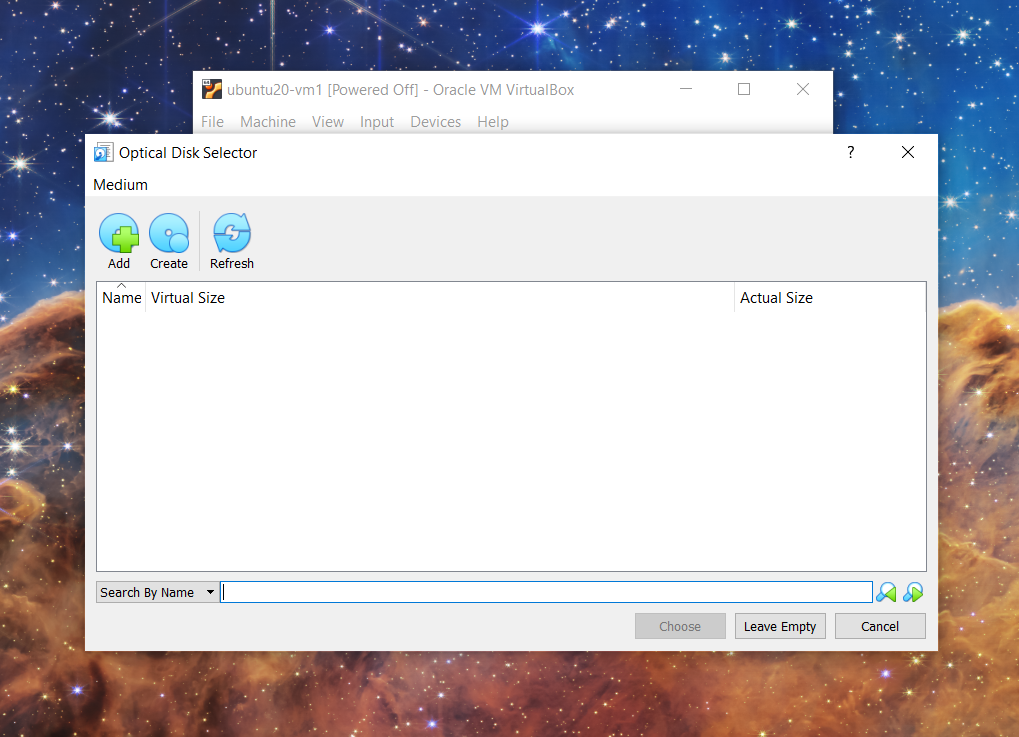 ubuntu20-vm1 [Powered Off] - Oracle VM VirtualBox
File Machine View Input Devices Help
Optical Disk Selector ?
Medium
Add Create Refresh
Name Virtual Size Actual Size
Search By Name
Choose Leave Empty Cancel